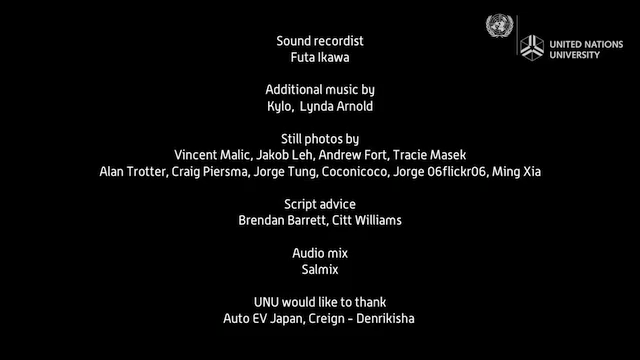 UNITED NATIONS
UNIVERSITY
Sound recordist
Futa Ikawa
Additional music by
Kylo, Lynda Arnold
Still photos by
Vincent Malic, Jakob Leh, Andrew Fort, Tracie Masek
Alan Trotter, Craig Piersma, Jorge Tung, Coconicoco, Jorge 06flickr06, Ming Xia
Script advice
Brendan Barrett, Citt Williams
Audio mix
Salmix
UNU would like to thank
Auto EV Japan, Creign - Denrikisha